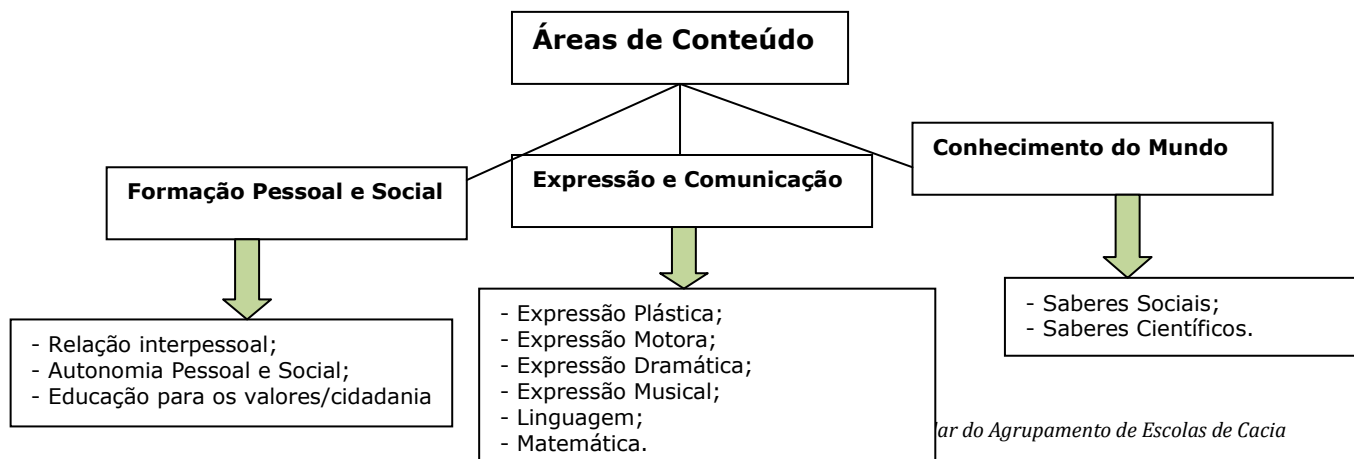 Áreas de Conteúdo
Formação Pessoal e Social
Expressão e Comunicação
Conhecimento do Mundo
- Relação interpessoal;
- Autonomia Pessoal e Social;
- Educação para os valores/cidadania
- Expressão Plástica;
- Expressão Motora;
- Expressão Dramática;
- Expressão Musical;
- Linguagem;
- Matemática.
- Saberes Sociais;
- Saberes Científicos.
do Agrupamento de Escolas de Cacia